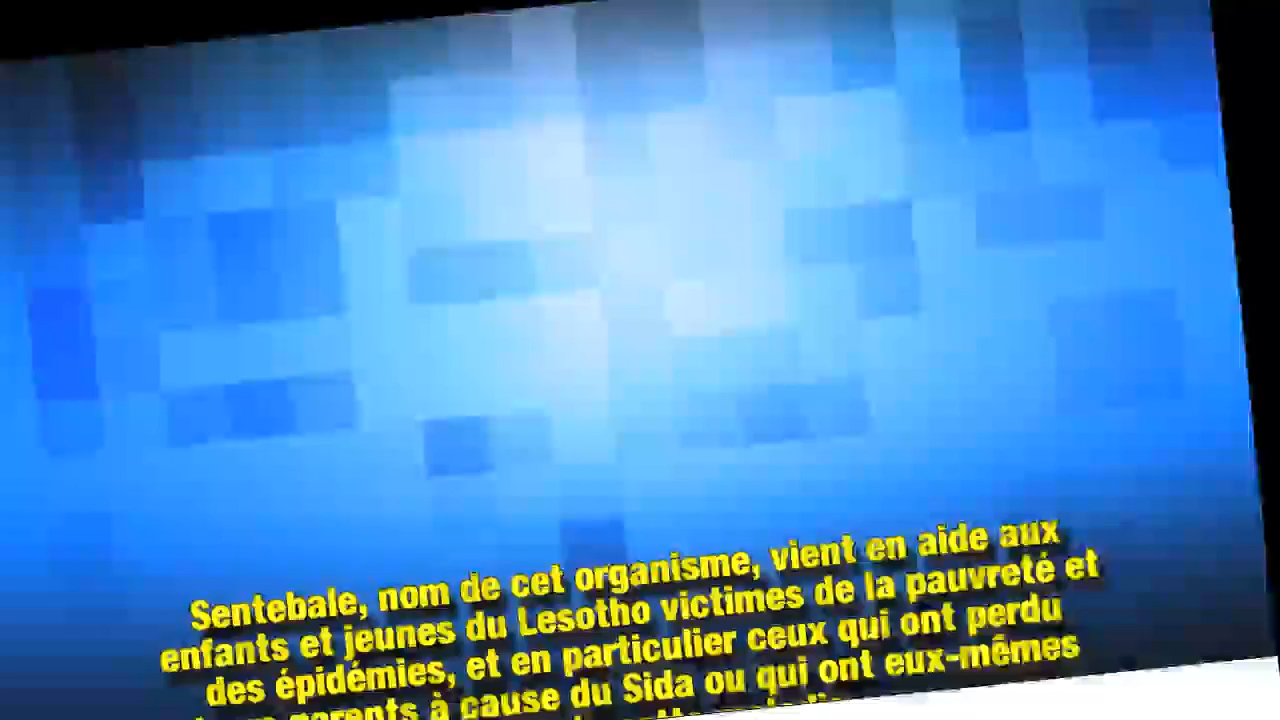 Sentebale, nom de cet organisme, vient en aide aux
enfants et jeunes du Lesotho victimes de la pauvreté et
des épidémies, et en particulier ceux qui ont perdu
parents à cause du Sida ou qui ont eux-mêmes